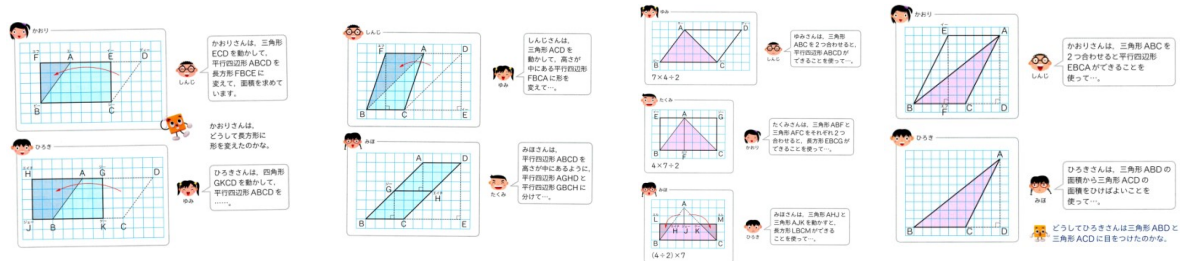 かおり
F
A
E
D
B
C
かおりさんは、三角形
ECDを動かして、
平行四辺形ABCDを
長方形FBCEに
変えて、面積を求めて
います。
しんじ
かおりさんは、
どうして長方形に
形を変えたのかな。
ひろき
H
A
G
D
J
B
K
C
ひろきさんは、四角形
GKCDを動かして、
平行四辺形ABCDを
……。
ゆみ
しんじ
F
A
D
B
C
E
しんじさんは、
三角形ACDを
動かして、高さが
中にある平行四辺形
FBCAに形を
変えて…。
ゆみ
みほ
A
D
G
H
B
C
E
みほさんは、
平行四辺形ABCDを
高さが中にあるように、
平行四辺形AGHDと
平行四辺形GBCHに
分けて…。
たくみ
ゆみ
A
D
B
C
7×4÷2
ゆみさんは、三角形
ABCを2つ合わせると、
平行四辺形ABCDが
できることを使って…。
しんじ
たくみ
E
A
G
B
F
C
4×7÷2
たくみさんは、三角形ABFと
三角形AFCをそれぞれ2つ
合わせると、長方形EBCGが
できることを使って…。
かおり
みほ
A
L
M
H
J
K
B
C
(4÷2)×7
みほさんは、三角形AHJと
三角形AJKを動かすと、
長方形LBCMができる
ことを使って…。
ひろき
かおり
E
A
B
C
D
F
かおりさんは、三角形ABCを
2つ合わせると平行四辺形
EBCAができることを
使って…。
しんじ
ひろき
A
B
C
D
ひろきさんは、三角形ABDの
面積から三角形ACDの
面積をひけばよいことを
使って…。
みほ
どうしてひろきさんは三角形ABDと
三角形ACDに目をつけたのかな。